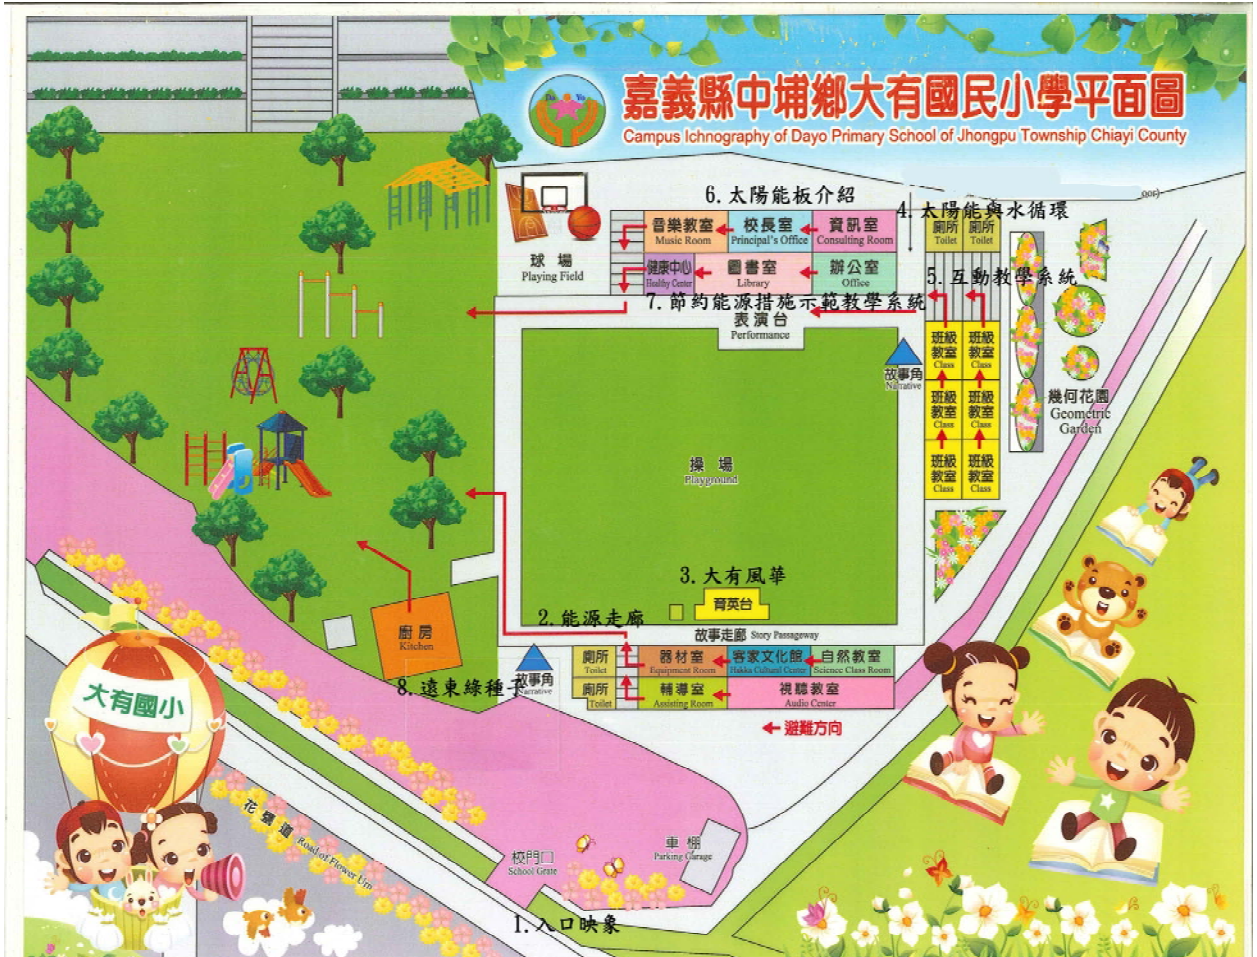 Da Yo
嘉義縣中埔鄉大有國民小學平面圖
Campus Ichnography of Dayo Primary School of Jhongpu Township Chiayi County
oor)
6.太陽能板介紹
4.太陽能與水循環
音樂教室
Music Room
校長室
Principal's Office
資訊室
Consulting Room
廁所
Toilet
廁所
Toilet
球場
Playing Field
健康中心
Healthy Center
圖書室
Library
辦公室
Office
5.互動教學系統
7.節約能源措施示範教學系統
表演台
Performance
故事角
Narrative
班級
教室
Class
班級
教室
Class
班級
教室
Class
班級
教室
Class
班級
教室
Class
班級
教室
Class
幾何花園
Geometric
Garden
操場
Playground
3.大有風華
育英台
2.能源走廊
故事走廊 Story Passageway
廚房
Kitchen
8.遠東綠種子
故事角
Narrative
廁所
Toilet
器材室
Equipment Room
客家文化館
Hakka Cultural Center
自然教室
Science Class Room
廁所
Toilet
輔導室
Assisting Room
視聽教室
Audio Center
避難方向
大有國小
花甕道 Road of Flower Urn
校門口
School Grate
車棚
Parking Garage
1.入口映象